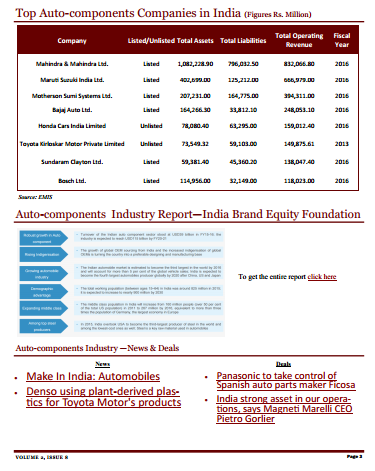 Top Auto-components Companies in India (Figures Rs. Million)
Company Listed/Unlisted Total Assets Total Liabilities Total Operating Revenue Fiscal Year
Mahindra & Mahindra Ltd. Listed 1,082,228.90 796,032.50 832,066.80 2016
Maruti Suzuki India Ltd. Listed 402,699.00 125,212.00 666,979.00 2016
Motherson Sumi Systems Ltd. Listed 207,231.00 164,775.00 394,311.00 2016
Bajaj Auto Ltd. Listed 164,266.30 33,812.10 248,053.10 2016
Honda Cars India Limited Unlisted 78,080.40 63,295.00 159,012.40 2016
Toyota Kirloskar Motor Private Limited Unlisted 73,549.32 59,103.00 149,875.61 2013
Sundaram Clayton Ltd. Listed 59,381.40 45,360.20 138,047.40 2016
Bosch Ltd. Listed 114,956.00 32,149.00 118,023.00 2016
Source: EMIS
Auto-components Industry Report—India Brand Equity Foundation
Robust growth in Auto component
Rising indigenisation
Growing automobile industry
Demographic advantage
Expanding middle class
Among top steel producers
To get the entire report click here
Auto-components Industry —News & Deals
News
• Make In India: Automobiles
• Denso using plant-derived plas-
tics for Toyota Motor's products
Deals
• Panasonic to take control of
Spanish auto parts maker Ficosa
• India strong asset in our opera-
tions, says Magneti Marelli CEO
Pietro Gorlier
VOLUME 2, ISSUE 8
Page 3